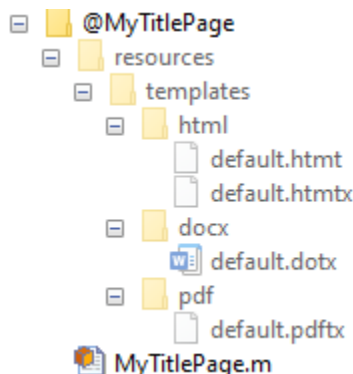 @MyTitlePage
resources
templates
html
default.htmt
default.htmtx
docx
default.dotx
pdf
default.pdftx
MyTitlePage.m